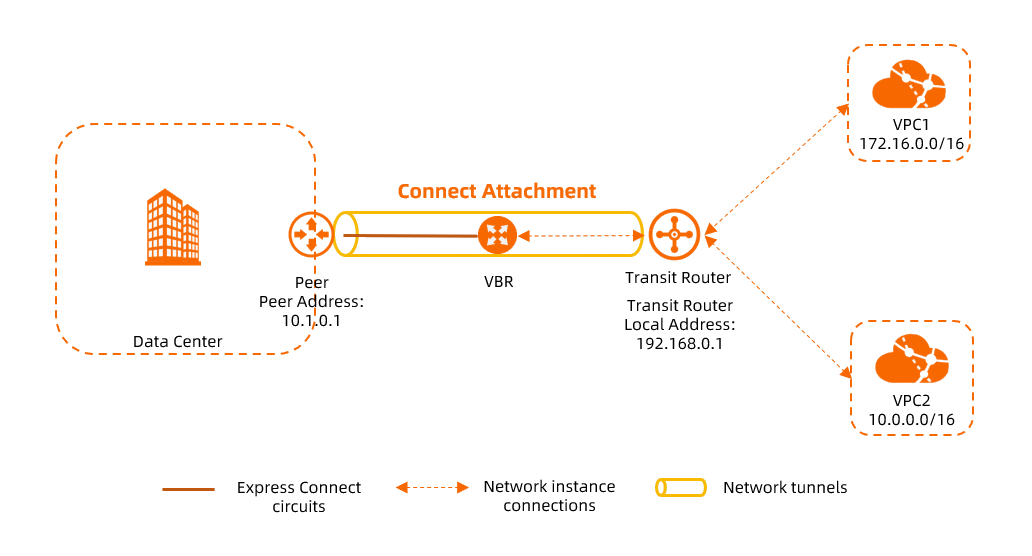 VPC1
172.16.0.0/16
Connect Attachment
Peer
Peer Address:
10.1.0.1
VBR
Transit Router
Transit Router
Local Address:
192.168.0.1
Data Center
VPC2
10.0.0.0/16
Express Connect
circuits
Network instance
connections
Network tunnels